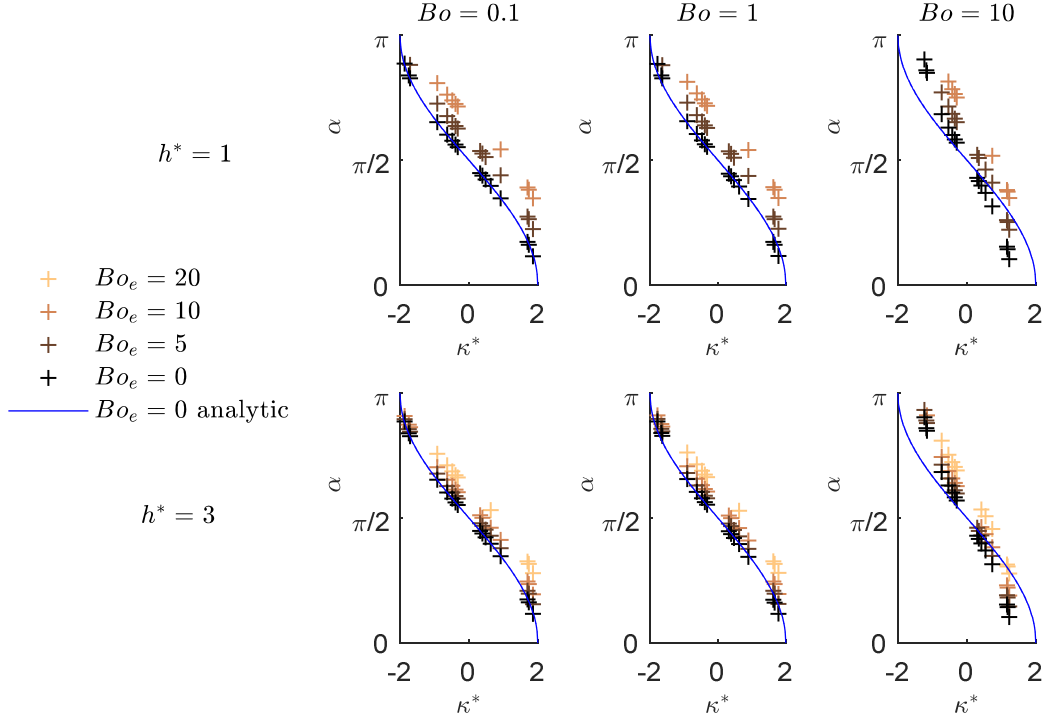 Bo = 0.1 Bo = 1 Bo = 10
π π π
α α α
h* = 1
π/2 π/2 π/2
0 0 0
-2 0 2 -2 0 2 -2 0 2
κ* κ* κ*
Bo_e = 20
Bo_e = 10
Bo_e = 5
Bo_e = 0
Bo_e = 0 analytic
π π π
α α α
h* = 3
π/2 π/2 π/2
0 0 0
-2 0 2 -2 0 2 -2 0 2
κ* κ* κ*